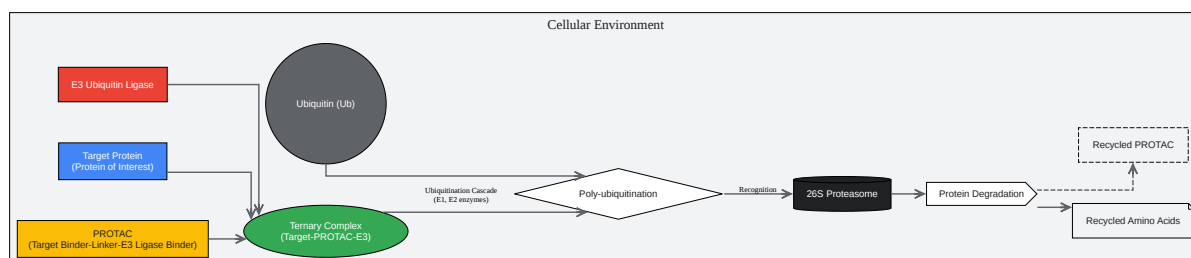 Cellular Environment
E3 Ubiquitin Ligase
Ubiquitin (Ub)
Target Protein
(Protein of Interest)
PROTAC
(Target Binder-Linker-E3 Ligase Binder)
Ternary Complex
(Target-PROTAC-E3)
Ubiquitination Cascade
(E1, E2 enzymes)
Poly-ubiquitination
Recognition
26S Proteasome
Protein Degradation
Recycled PROTAC
Recycled Amino Acids